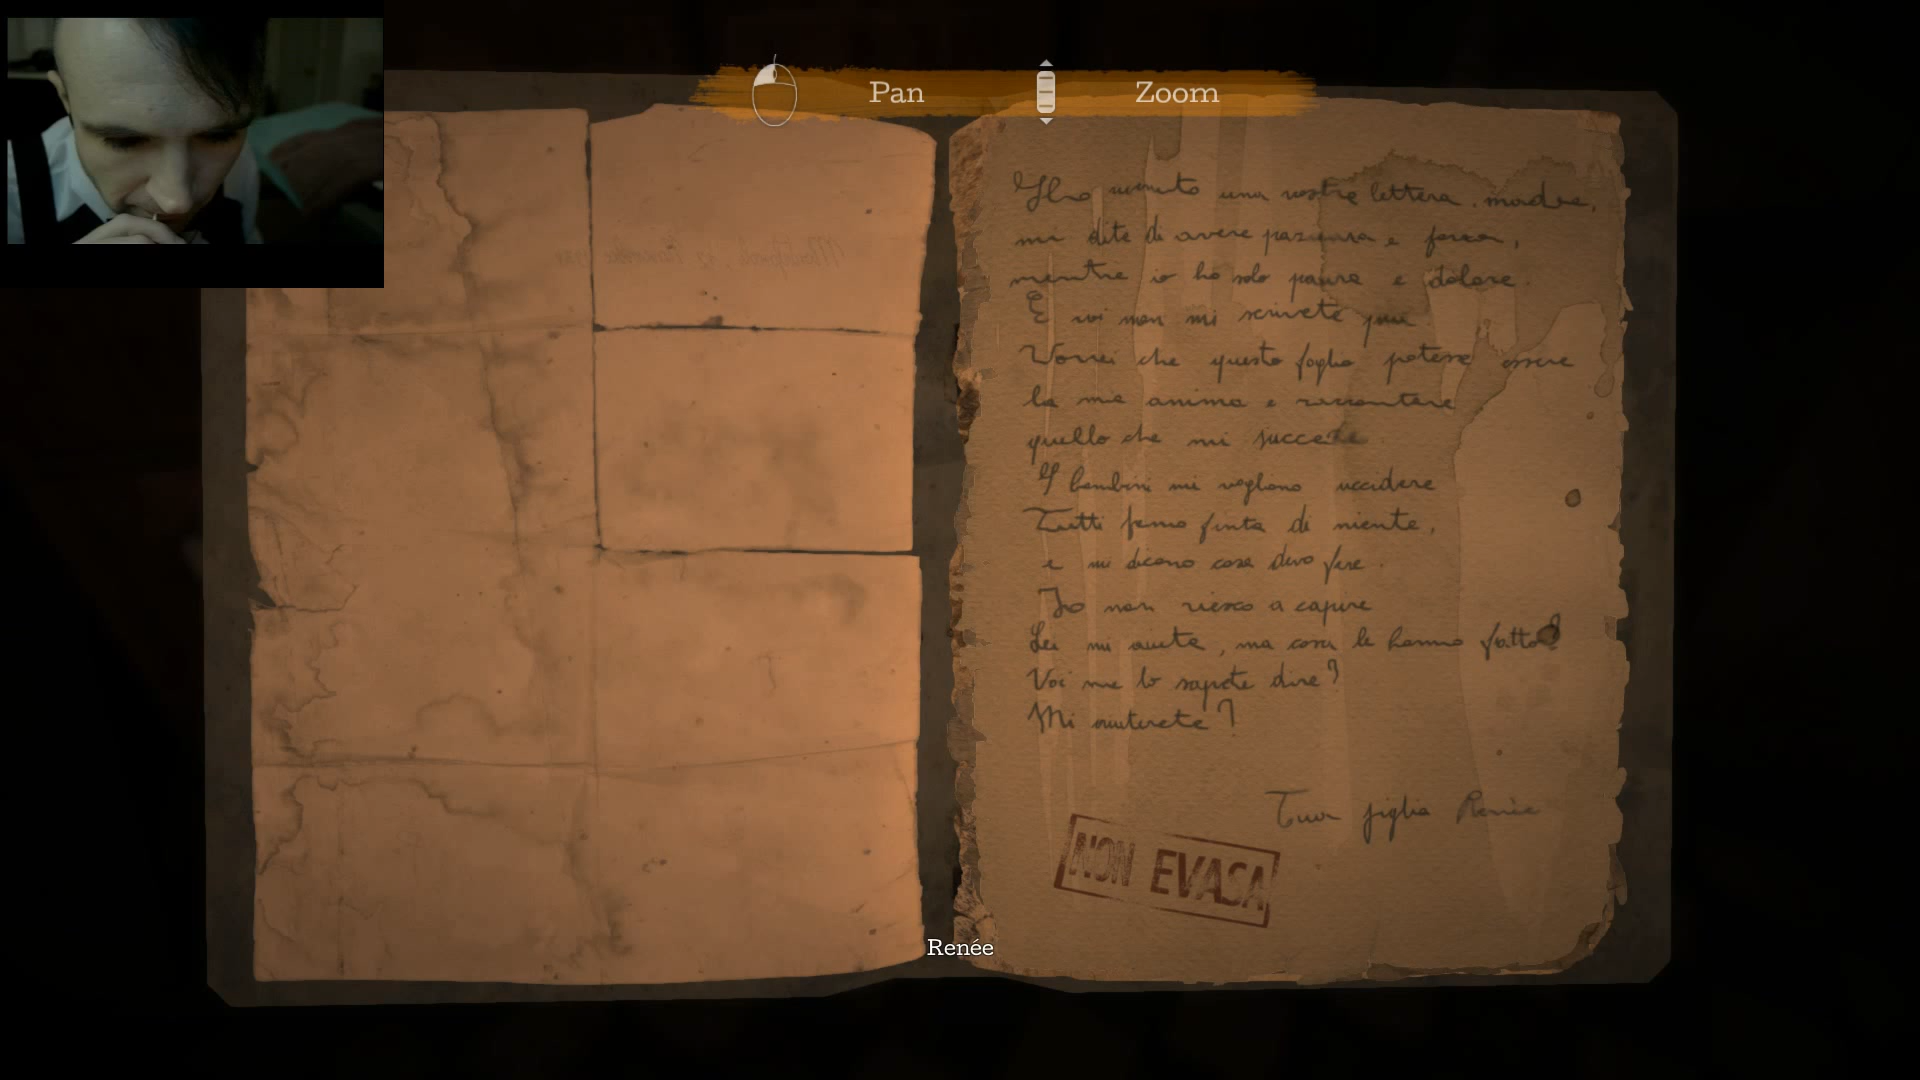 Pan
Zoom
Ho una vostra lettera, madre,
mi dite di avere pazienza e forza,
mentre io ho solo paura e dolore.
E voi non mi scrivete più.
Vorrei che questo foglio potesse essere
la mia anima e raccontare
quello che mi succede
I bambini mi vogliono uccidere
Tutti fanno finta di niente,
e mi dicono cosa devo fare.
Io non riesco a capire
Lei mi aiuta, ma cosa le hanno fatto?
Voi me lo sapete dire?
Mi aiuterete?
Tua figlia Renée
NON EVASA
Renée